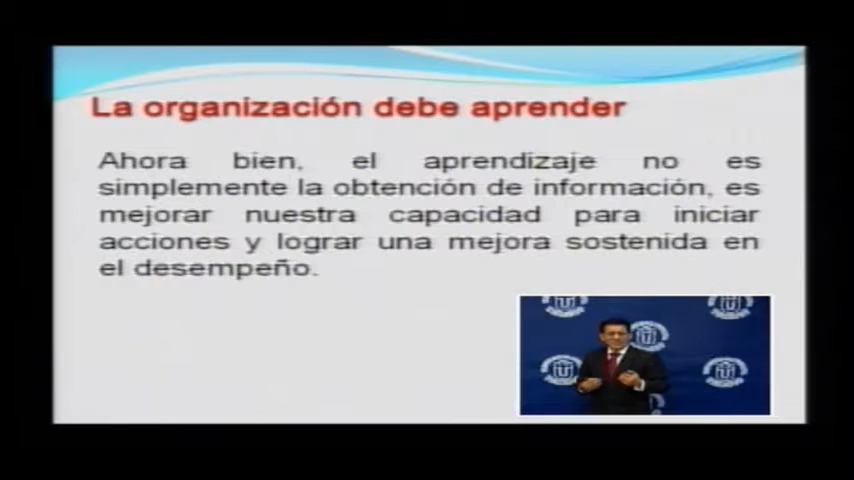 La organización debe aprender
Ahora bien, el aprendizaje no es
simplemente la obtención de información, es
mejorar nuestra capacidad para iniciar
acciones y lograr una mejora sostenida en
el desempeño.